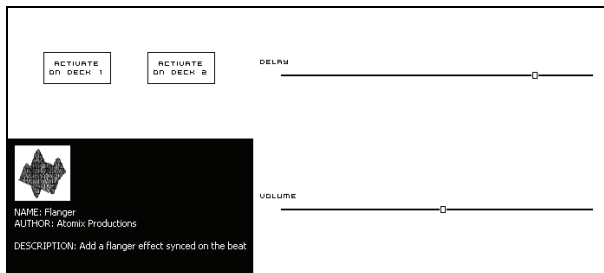 ACTIVATE
ON DECK 1
ACTIVATE
ON DECK 2
DELAY
VOLUME
NAME: Flanger
AUTHOR: Atomix Productions
DESCRIPTION: Add a flanger effect synced on the beat